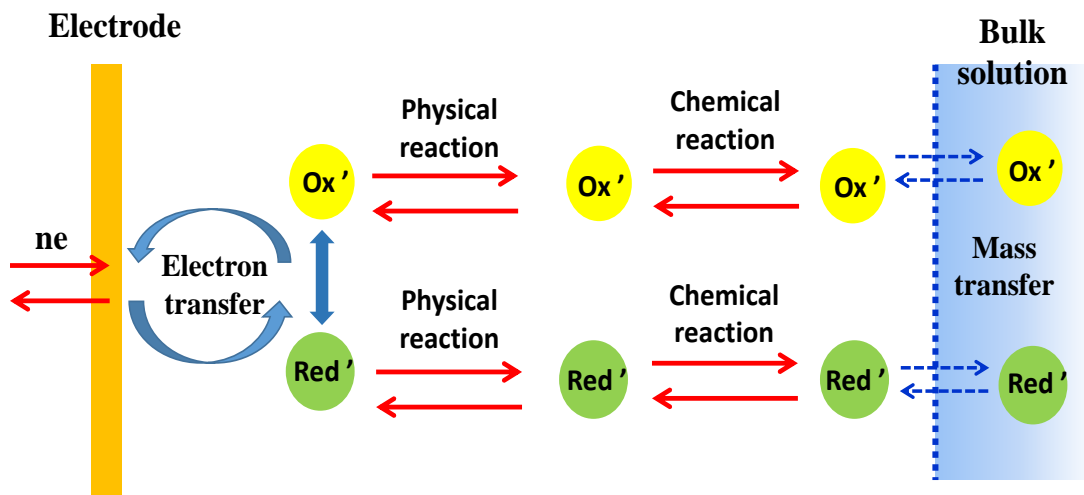 Electrode
Bulk
solution
Physical
reaction
Chemical
reaction
Ox ’
Ox ’
Ox ’
Ox ’
ne
Electron
transfer
Mass
transfer
Physical
reaction
Chemical
reaction
Red ’
Red ’
Red ’
Red ’